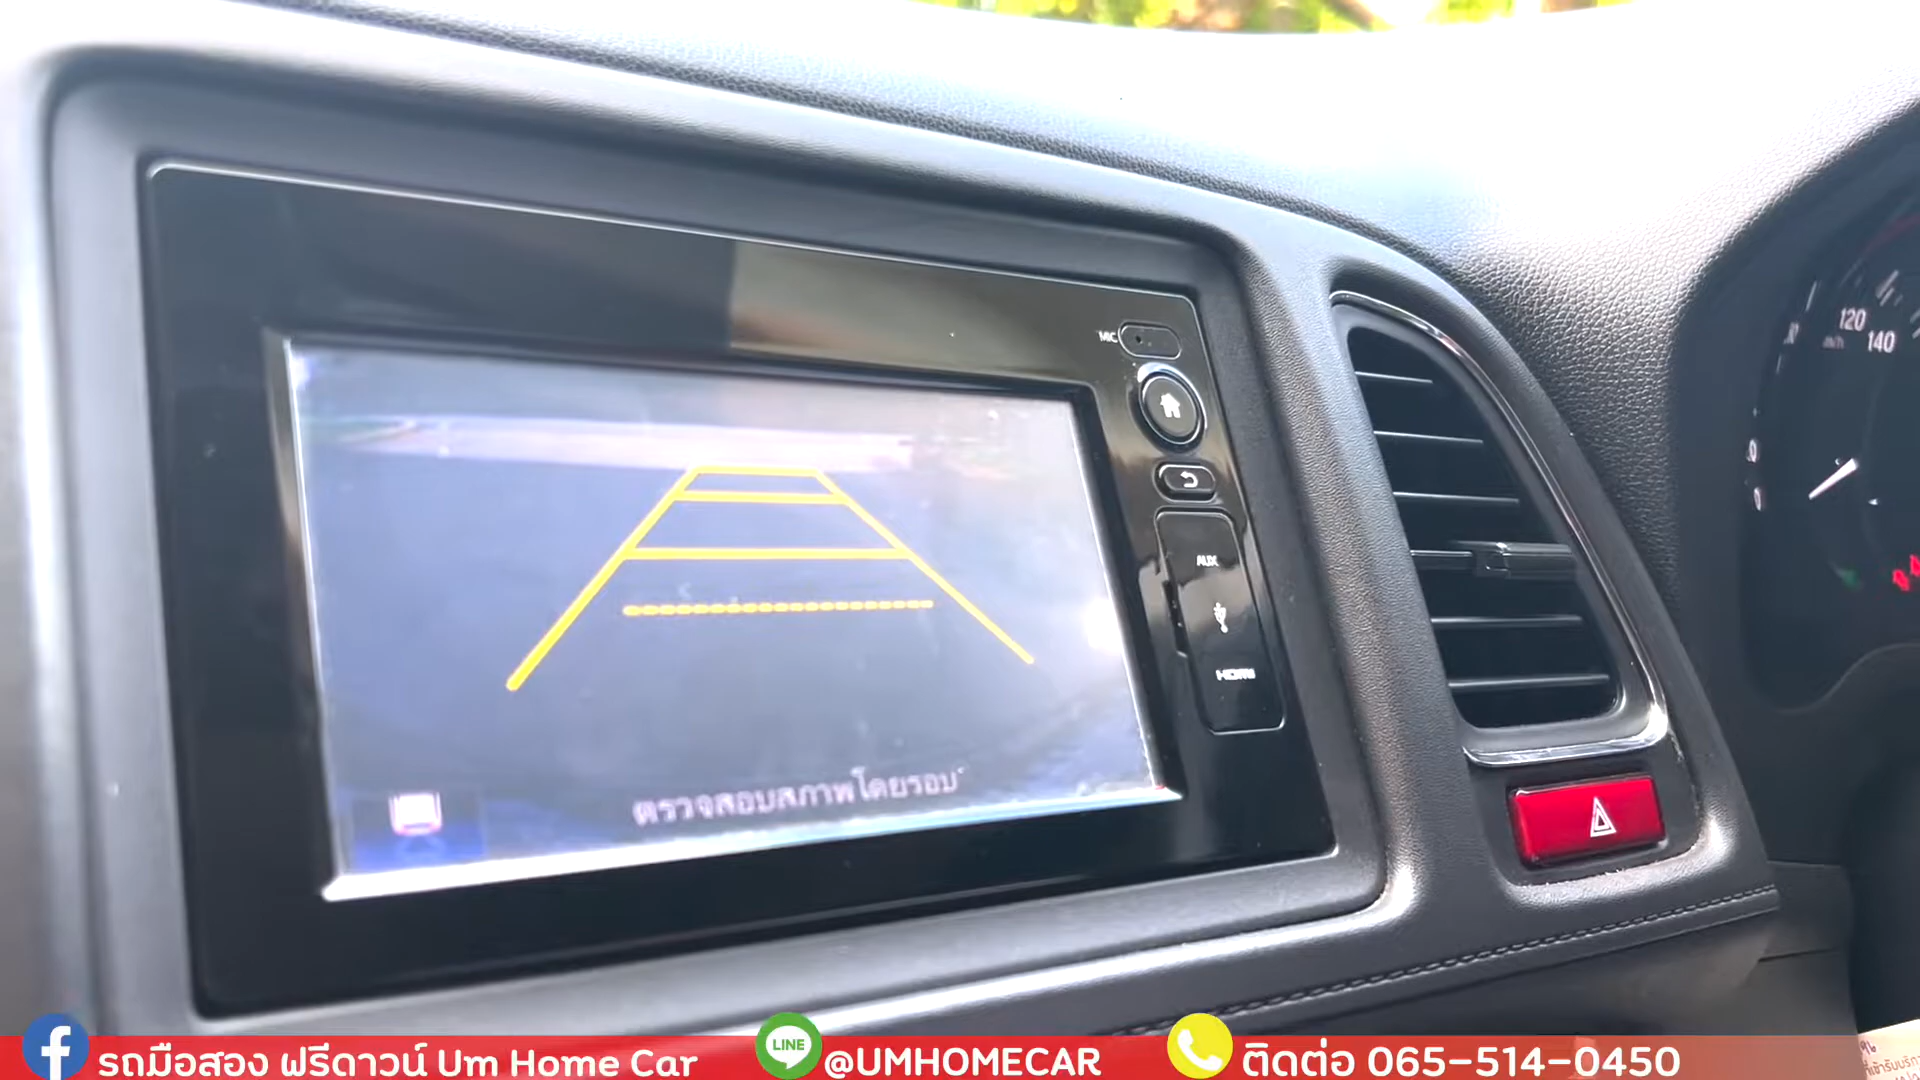 120
140
MIC
AUX
HDMI
ตรวจสอบสภาพโดยรอบ
รถมือสอง ฟรีดาวน์ Um Home Car
LINE
@UMHOMECAR
ติดต่อ 065-514-0450